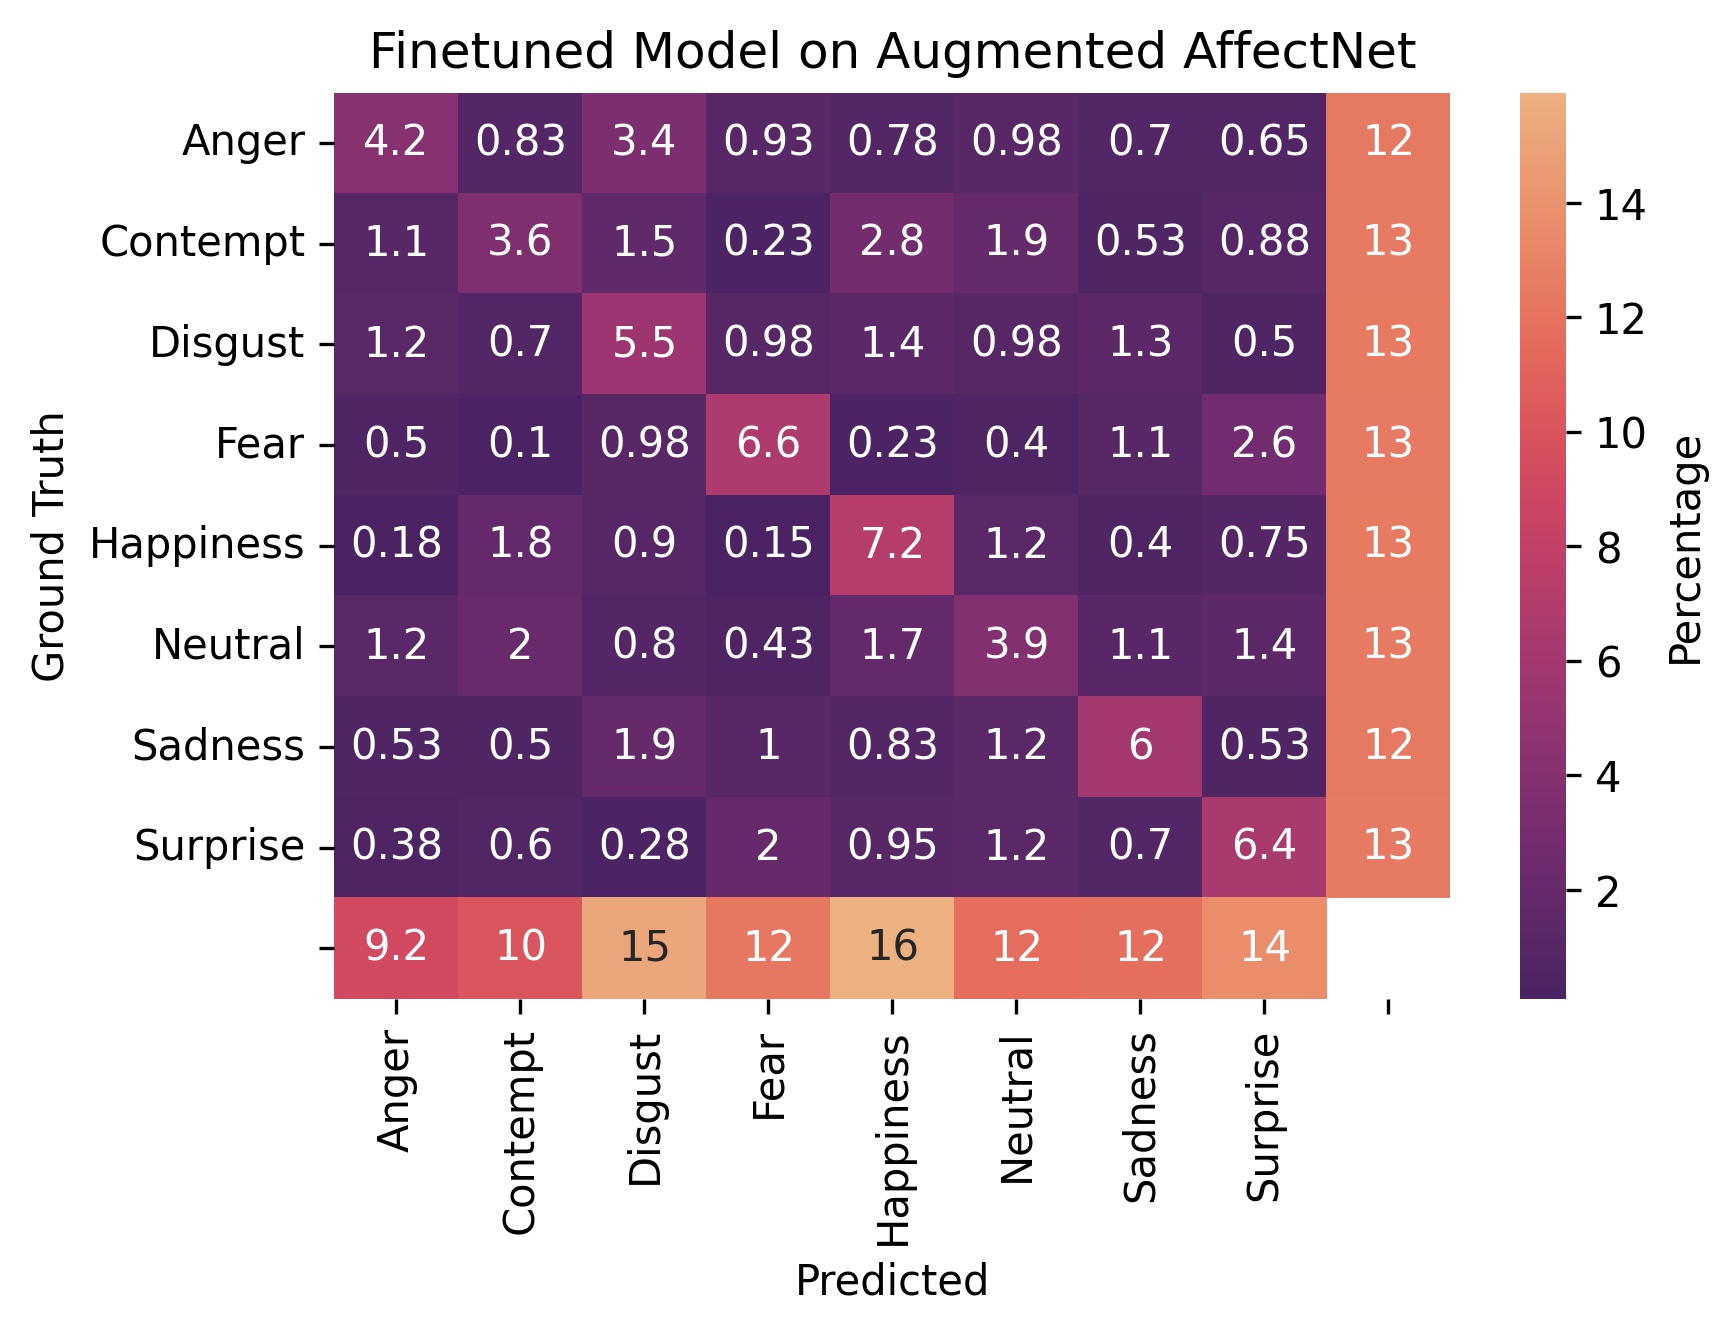 Finetuned Model on Augmented AffectNet
Anger 4.2 0.83 3.4 0.93 0.78 0.98 0.7 0.65 12
Contempt 1.1 3.6 1.5 0.23 2.8 1.9 0.53 0.88 13
Disgust 1.2 0.7 5.5 0.98 1.4 0.98 1.3 0.5 13
Fear 0.5 0.1 0.98 6.6 0.23 0.4 1.1 2.6 13
Happiness 0.18 1.8 0.9 0.15 7.2 1.2 0.4 0.75 13
Neutral 1.2 2 0.8 0.43 1.7 3.9 1.1 1.4 13
Sadness 0.53 0.5 1.9 1 0.83 1.2 6 0.53 12
Surprise 0.38 0.6 0.28 2 0.95 1.2 0.7 6.4 13
9.2 10 15 12 16 12 12 14
Anger Contempt Disgust Fear Happiness Neutral Sadness Surprise
Predicted
Ground Truth
14
12
10
8
6
4
2
Percentage